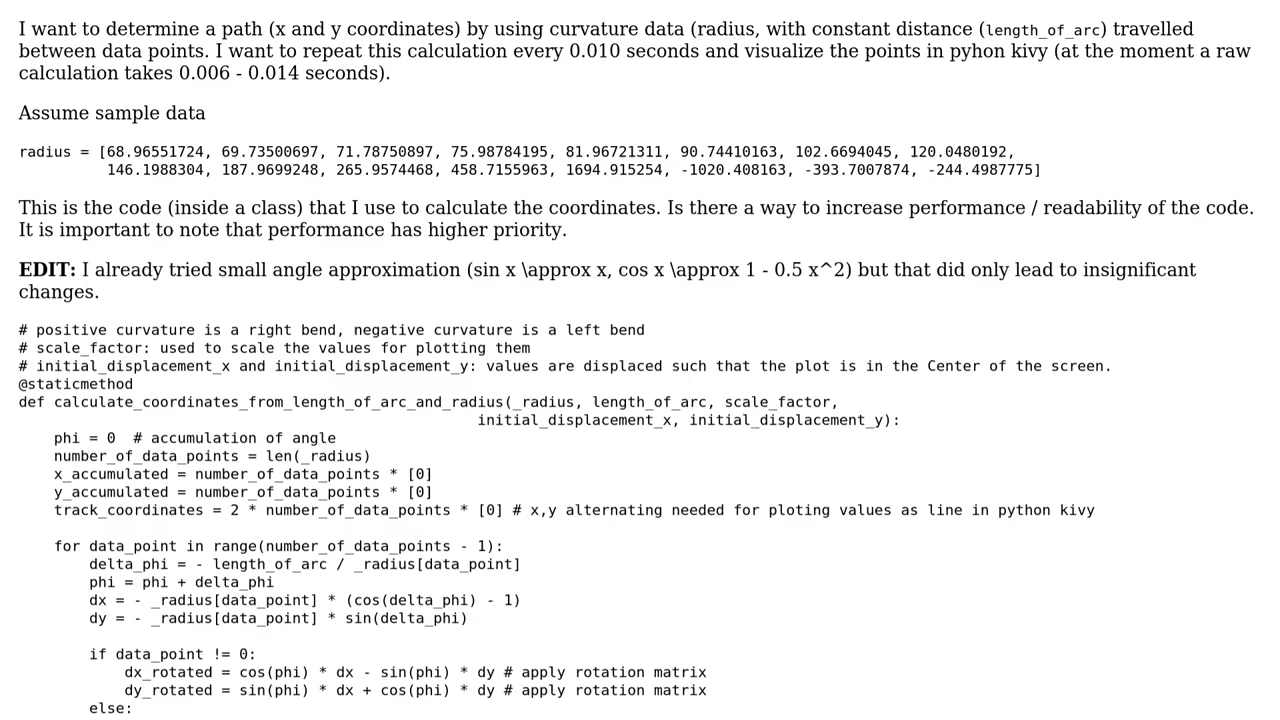 I want to determine a path (x and y coordinates) by using curvature data (radius, with constant distance (length_of_arc) travelled
between data points. I want to repeat this calculation every 0.010 seconds and visualize the points in pyhon kivy (at the moment a raw
calculation takes 0.006 - 0.014 seconds).
Assume sample data
radius = [68.96551724, 69.73500697, 71.78750897, 75.98784195, 81.96721311, 90.74410163, 102.6694045, 120.0480192,
          146.1988304, 187.9699248, 265.9574468, 458.7155963, 1694.915254, -1020.408163, -393.7007874, -244.4987775]
This is the code (inside a class) that I use to calculate the coordinates. Is there a way to increase performance / readability of the code.
It is important to note that performance has higher priority.
EDIT: I already tried small angle approximation (sin x \approx x, cos x \approx 1 - 0.5 x^2) but that did only lead to insignificant
changes.
# positive curvature is a right bend, negative curvature is a left bend
# scale_factor: used to scale the values for plotting them
# initial_displacement_x and initial_displacement_y: values are displaced such that the plot is in the Center of the screen.
@staticmethod
def calculate_coordinates_from_length_of_arc_and_radius(_radius, length_of_arc, scale_factor,
                                                    initial_displacement_x, initial_displacement_y):
    phi = 0  # accumulation of angle
    number_of_data_points = len(_radius)
    x_accumulated = number_of_data_points * [0]
    y_accumulated = number_of_data_points * [0]
    track_coordinates = 2 * number_of_data_points * [0] # x,y alternating needed for ploting values as line in python kivy
    for data_point in range(number_of_data_points - 1):
        delta_phi = - length_of_arc / _radius[data_point]
        phi = phi + delta_phi
        dx = - _radius[data_point] * (cos(delta_phi) - 1)
        dy = - _radius[data_point] * sin(delta_phi)
        if data_point != 0:
            dx_rotated = cos(phi) * dx - sin(phi) * dy # apply rotation matrix
            dy_rotated = sin(phi) * dx + cos(phi) * dy # apply rotation matrix
        else: